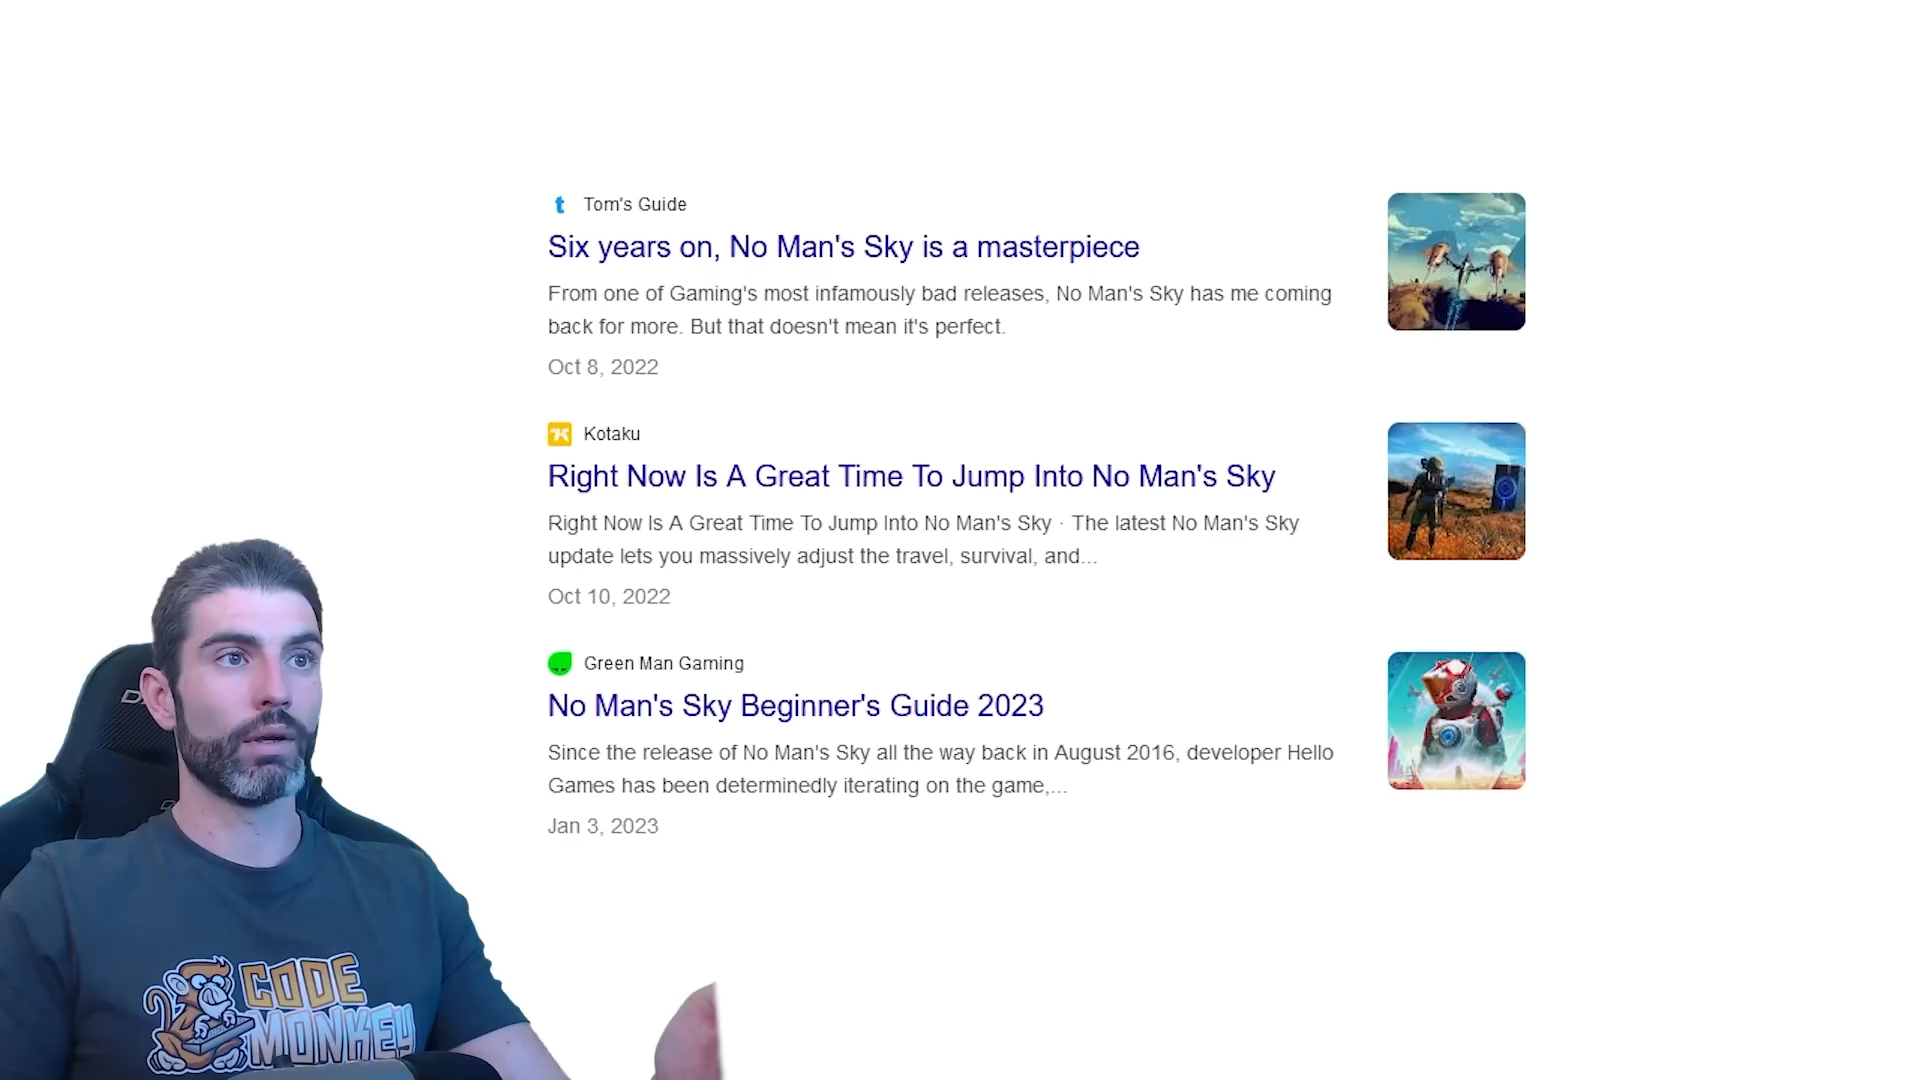 Tom's Guide
Six years on, No Man's Sky is a masterpiece
From one of Gaming's most infamously bad releases, No Man's Sky has me coming
back for more. But that doesn't mean it's perfect.
Oct 8, 2022
Kotaku
Right Now Is A Great Time To Jump Into No Man's Sky
Right Now Is A Great Time To Jump Into No Man's Sky · The latest No Man's Sky
update lets you massively adjust the travel, survival, and...
Oct 10, 2022
Green Man Gaming
No Man's Sky Beginner's Guide 2023
Since the release of No Man's Sky all the way back in August 2016, developer Hello
Games has been determinedly iterating on the game,...
Jan 3, 2023
CODE
MONKEY